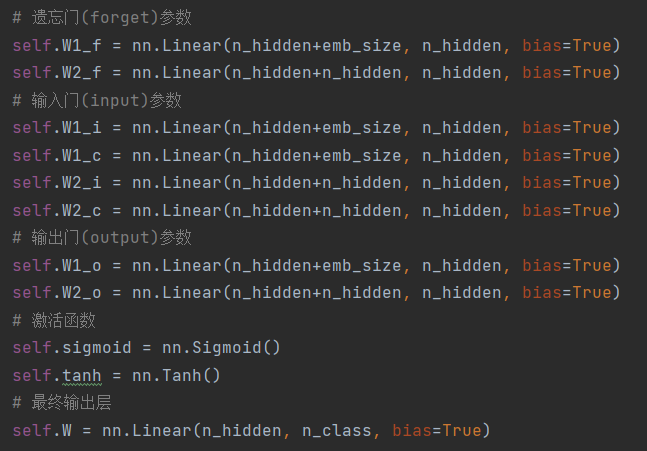 # 遗忘门(forget)参数
self.W1_f = nn.Linear(n_hidden+emb_size, n_hidden, bias=True)
self.W2_f = nn.Linear(n_hidden+n_hidden, n_hidden, bias=True)
# 输入门(input)参数
self.W1_i = nn.Linear(n_hidden+emb_size, n_hidden, bias=True)
self.W1_c = nn.Linear(n_hidden+emb_size, n_hidden, bias=True)
self.W2_i = nn.Linear(n_hidden+n_hidden, n_hidden, bias=True)
self.W2_c = nn.Linear(n_hidden+n_hidden, n_hidden, bias=True)
# 输出门(output)参数
self.W1_o = nn.Linear(n_hidden+emb_size, n_hidden, bias=True)
self.W2_o = nn.Linear(n_hidden+n_hidden, n_hidden, bias=True)
# 激活函数
self.sigmoid = nn.Sigmoid()
self.tanh = nn.Tanh()
# 最终输出层
self.W = nn.Linear(n_hidden, n_class, bias=True)